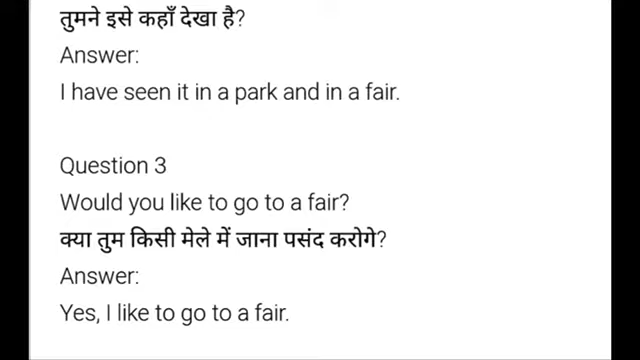 तुमने इसे कहाँ देखा है?
Answer:
I have seen it in a park and in a fair.
Question 3
Would you like to go to a fair?
क्या तुम किसी मेले में जाना पसंद करोगे?
Answer:
Yes, I like to go to a fair.